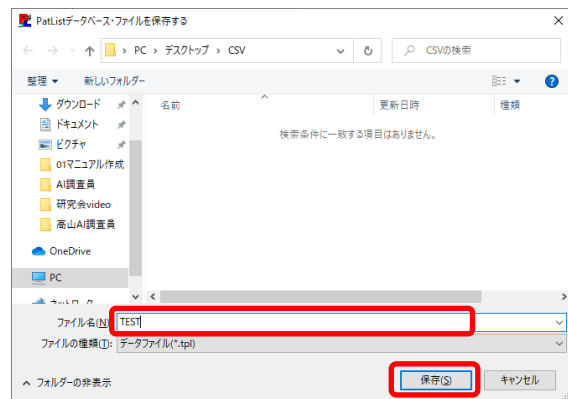 PatListデータベース・ファイルを保存する
PC › デスクトップ › CSV
CSVの検索
整理 新しいフォルダー
名前 更新日時 種類
検索条件に一致する項目はありません。
ダウンロード
ドキュメント
ピクチャ
01マニュアル作成
AI調査員
研究会video
高山AI調査員
OneDrive
PC
ファイル名(N): TEST
ファイルの種類(T): データファイル(*.tpl)
フォルダーの非表示
保存(S) キャンセル